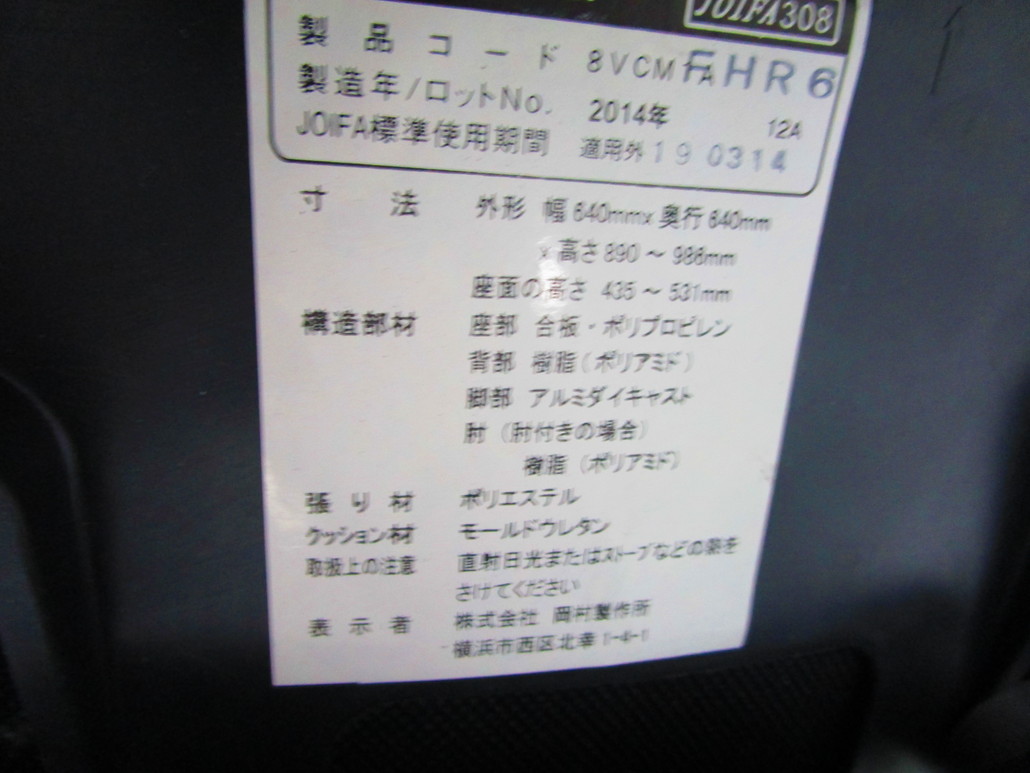 JOIFA308
製品コード 8VCM FAHR6
製造年/ロットNo. 2014年 12A
JOIFA標準使用期間 適用外 190314
寸法 外形 幅640mmx奥行640mm
x高さ890～986mm
座面の高さ 435～531mm
構造部材 座部 合板・ポリプロピレン
背部 樹脂(ポリアミド)
脚部 アルミダイキャスト
肘(肘付きの場合)
樹脂(ポリアミド)
張り材 ポリエステル
クッション材 モールドウレタン
取扱上の注意 直射日光またはストーブなどの熱を
さけてください
表示者 株式会社 岡村製作所
横浜市西区北幸1-4-1